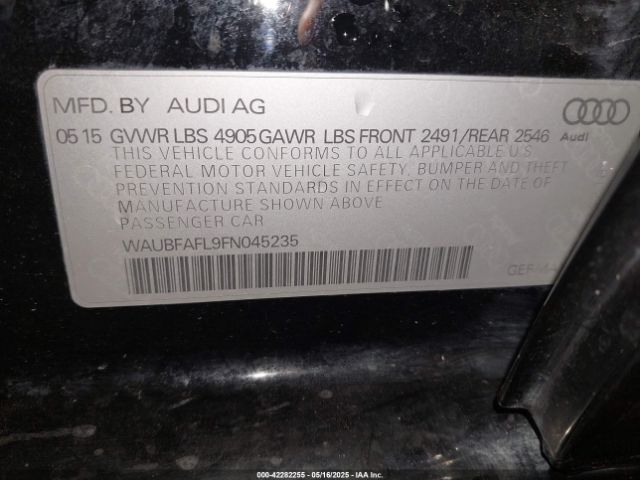 MFD. BY AUDI AG
05 15 GVWR LBS 4905 GAWR LBS FRONT 2491/REAR 2546
Audi
THIS VEHICLE CONFORMS TO ALL APPLICABLE U.S.
FEDERAL MOTOR VEHICLE SAFETY, BUMPER AND THEFT
PREVENTION STANDARDS IN EFFECT ON THE DATE OF
MANUFACTURE SHOWN ABOVE
PASSENGER CAR
WAUBFAFL9FN045235
000-42282255 - 05/16/2025 - IAA Inc.